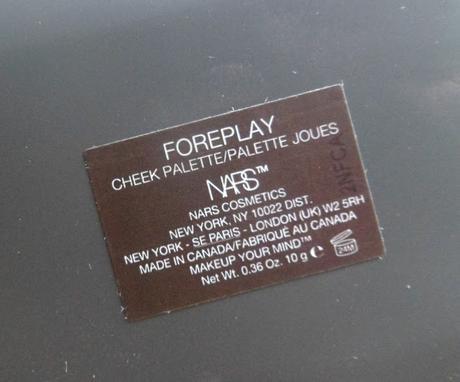 FOREPLAY
CHEEK PALETTE/PALETTE JOUES
NARS™
NARS COSMETICS
NEW YORK, NY 10022 DIST.
NEW YORK - SE PARIS - LONDON (UK) W2 5RH
MADE IN CANADA/FABRIQUÉ AU CANADA
MAKEUP YOUR MIND™
Net Wt. 0.36 Oz. 10 g ℮
24M
4NFCA